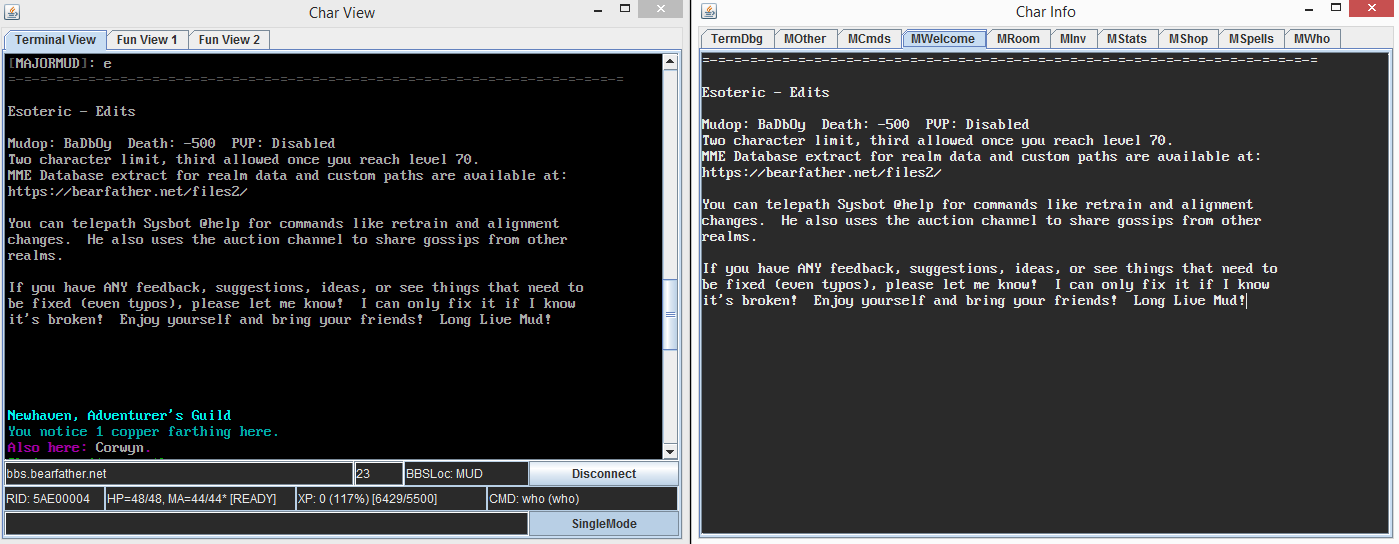 Char View
Terminal View Fun View 1 Fun View 2
[MAJORMUD]: e
=-=-=-=-=-=-=-=-=-=-=-=-=-=-=-=-=-=-=-=-=-=-=-=-=-=-=-=-=-=-=-=-=-=-=-=-=-=
Esoteric - Edits
Mudop: BaDbOy  Death: -500  PVP: Disabled
Two character limit, third allowed once you reach level 70.
MME Database extract for realm data and custom paths are available at:
https://bearfather.net/files2/
You can telepath Sysbot @help for commands like retrain and alignment
changes.  He also uses the auction channel to share gossips from other
realms.
If you have ANY feedback, suggestions, ideas, or see things that need to
be fixed (even typos), please let me know!  I can only fix it if I know
it's broken!  Enjoy yourself and bring your friends!  Long Live Mud!
Newhaven, Adventurer's Guild
You notice 1 copper farthing here.
Also here: Corwyn.
bbs.bearfather.net 23 BBSLoc: MUD Disconnect
RID: 5AE00004 HP=48/48, MA=44/44* [READY] XP: 0 (117%) [6429/5500] CMD: who (who)
SingleMode
Char Info
TermDbg MOther MCmds MWelcome MRoom MInv MStats MShop MSpells MWho
=-=-=-=-=-=-=-=-=-=-=-=-=-=-=-=-=-=-=-=-=-=-=-=-=-=-=-=-=-=-=-=-=-=-=-=-=-=
Esoteric - Edits
Mudop: BaDbOy  Death: -500  PVP: Disabled
Two character limit, third allowed once you reach level 70.
MME Database extract for realm data and custom paths are available at:
https://bearfather.net/files2/
You can telepath Sysbot @help for commands like retrain and alignment
changes.  He also uses the auction channel to share gossips from other
realms.
If you have ANY feedback, suggestions, ideas, or see things that need to
be fixed (even typos), please let me know!  I can only fix it if I know
it's broken!  Enjoy yourself and bring your friends!  Long Live Mud!